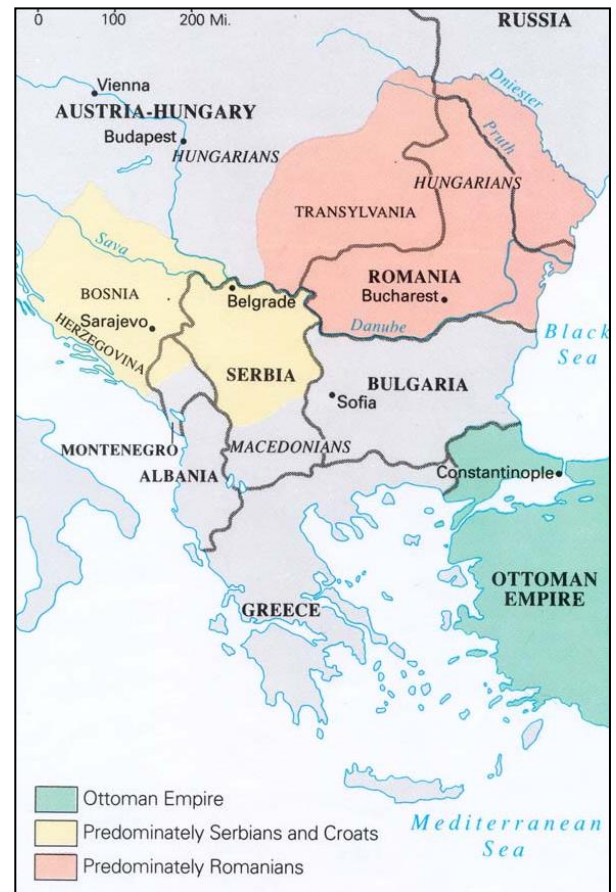 0 100 200 Mi.
RUSSIA
Dniester
Vienna
AUSTRIA-HUNGARY
Pruth
Budapest
HUNGARIANS
HUNGARIANS
TRANSYLVANIA
Sava
ROMANIA
BOSNIA
Belgrade
Bucharest
Sarajevo
Danube
Black
Sea
HERZEGOVINA
SERBIA
BULGARIA
Sofia
MONTENEGRO
MACEDONIANS
Constantinople
ALBANIA
OTTOMAN
EMPIRE
GREECE
Ottoman Empire
Predominately Serbians and Croats
Predominately Romanians
Mediterranean
Sea